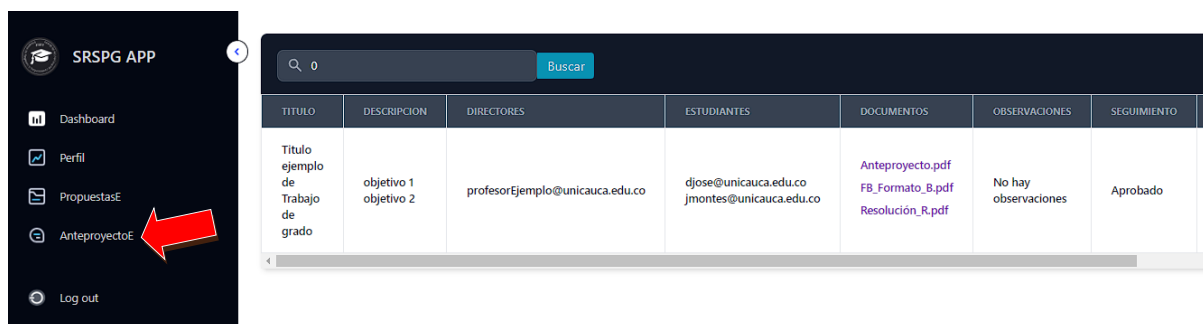 SRSPG APP
Dashboard
Perfil
PropuestasE
AnteproyectoE
Log out
0
Buscar
TITULO DESCRIPCION DIRECTORES ESTUDIANTES DOCUMENTOS OBSERVACIONES SEGUIMIENTO
Titulo
ejemplo
de
Trabajo
de
grado
objetivo 1
objetivo 2
profesorEjemplo@unicauca.edu.co
djose@unicauca.edu.co
jmontes@unicauca.edu.co
Anteproyecto.pdf
FB_Formato_B.pdf
Resolución_R.pdf
No hay
observaciones
Aprobado